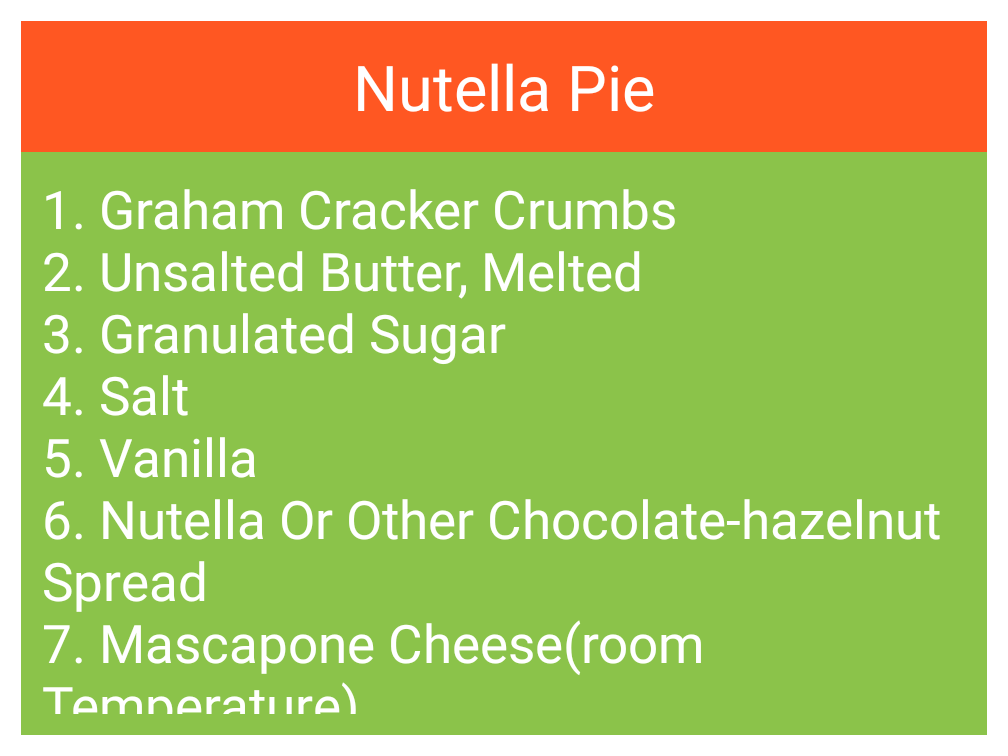 Nutella Pie
1. Graham Cracker Crumbs
2. Unsalted Butter, Melted
3. Granulated Sugar
4. Salt
5. Vanilla
6. Nutella Or Other Chocolate-hazelnut
Spread
7. Mascapone Cheese(room
Temperature)